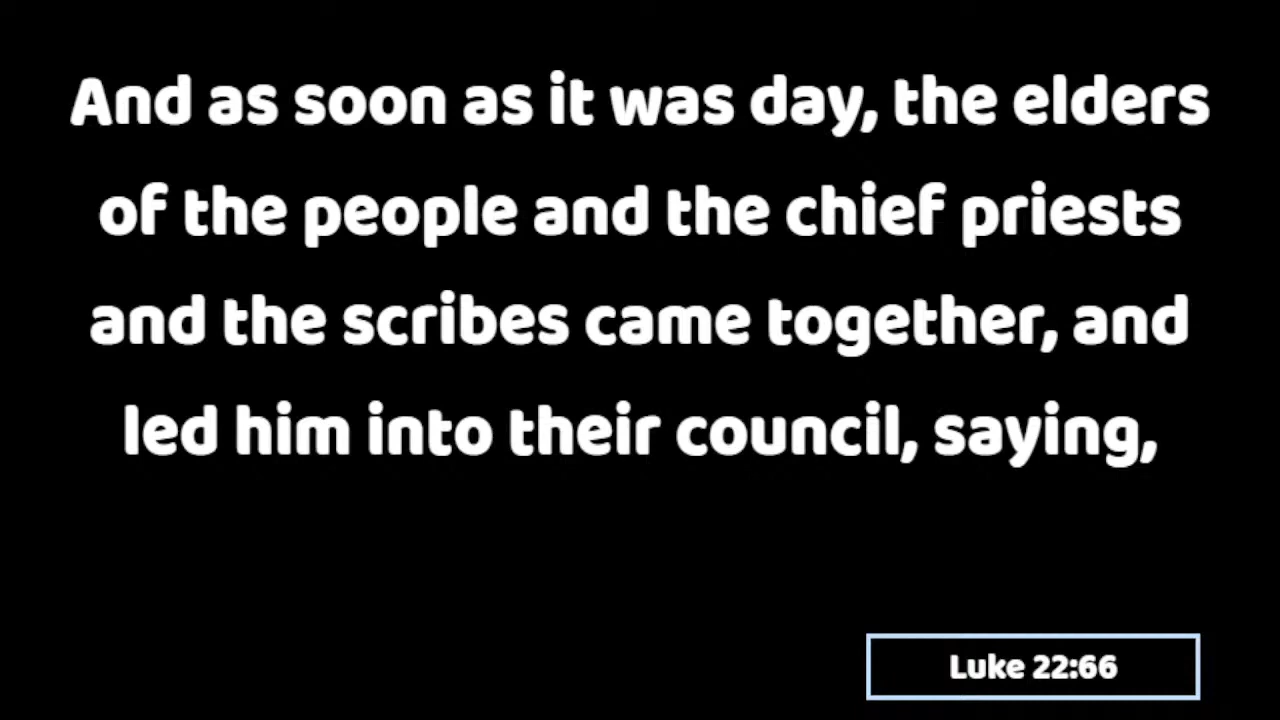 And as soon as it was day, the elders
of the people and the chief priests
and the scribes came together, and
led him into their council, saying,
Luke 22:66